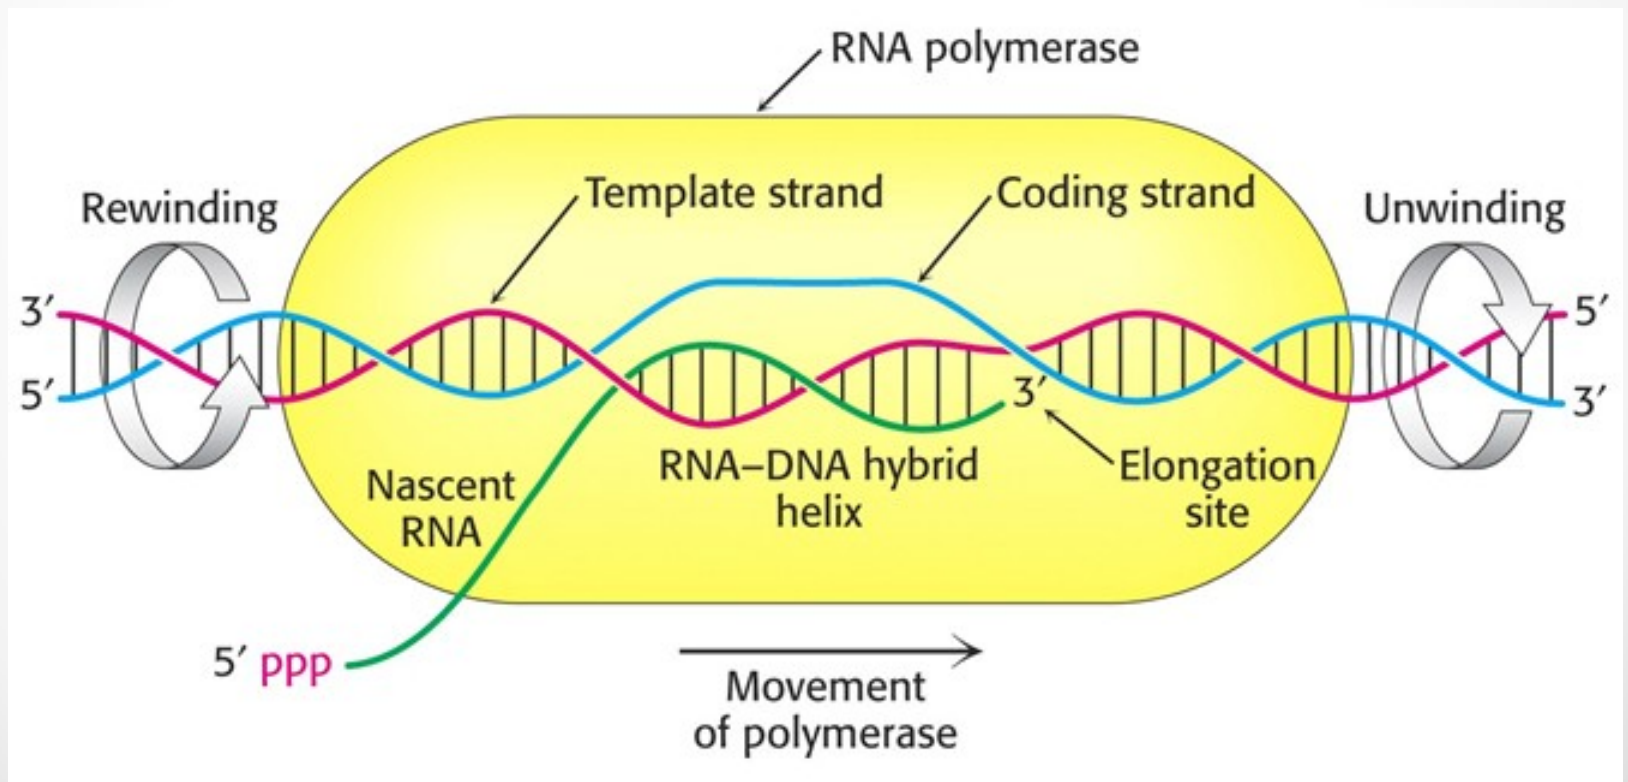 RNA polymerase
Template strand
Coding strand
Rewinding
Unwinding
3′
5′
5′
3′
3′
Nascent
RNA
RNA–DNA hybrid
helix
Elongation
site
5′ ppp
Movement
of polymerase